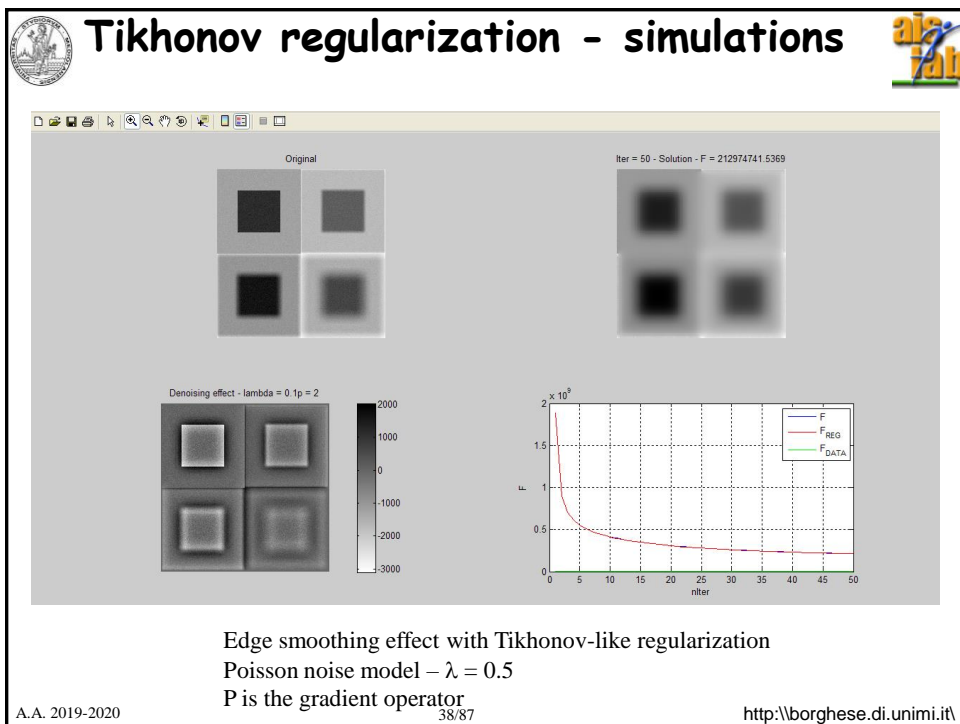 Tikhonov regularization - simulations
ais
lab
Original
Iter = 50 - Solution - F = 212974741.5369
Denoising effect - lambda = 0.1p = 2
2000
1000
0
-1000
-2000
-3000
x 10^9
2
1.5
1
0.5
0
F
F
F_REG
F_DATA
0 5 10 15 20 25 30 35 40 45 50
nIter
Edge smoothing effect with Tikhonov-like regularization
Poisson noise model – λ = 0.5
P is the gradient operator
A.A. 2019-2020
38/87
http:\\borghese.di.unimi.it\